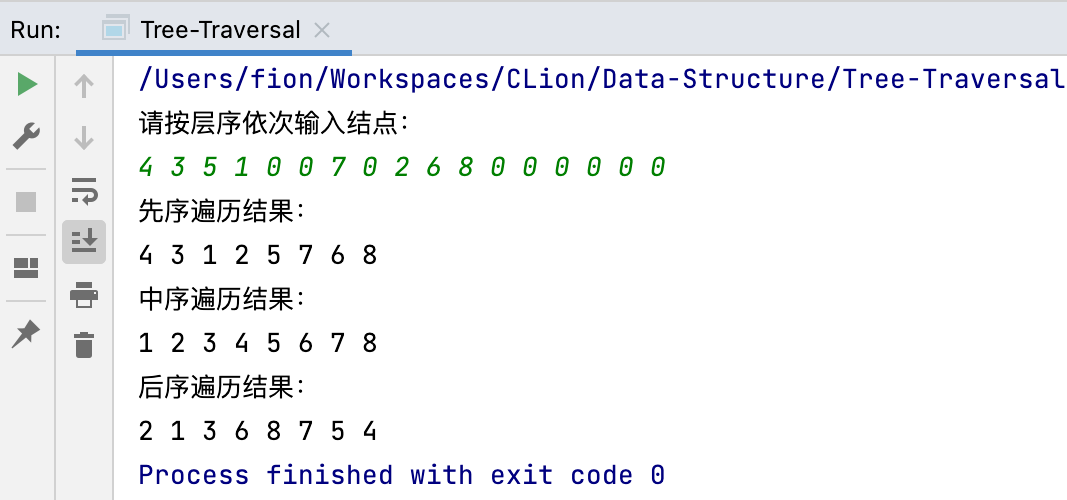 Run: Tree-Traversal
/Users/fion/Workspaces/CLion/Data-Structure/Tree-Traversal
请按层序依次输入结点:
4 3 5 1 0 0 7 0 2 6 8 0 0 0 0 0 0
先序遍历结果:
4 3 1 2 5 7 6 8
中序遍历结果:
1 2 3 4 5 6 7 8
后序遍历结果:
2 1 3 6 8 7 5 4
Process finished with exit code 0